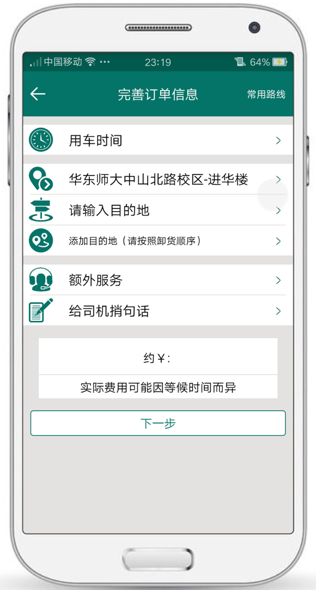 中国移动 23:19 64%
完善订单信息 常用路线
用车时间
华东师大中山北路校区-进华楼
请输入目的地
添加目的地（请按照卸货顺序）
额外服务
给司机捎句话
约￥:
实际费用可能因等候时间而异
下一步